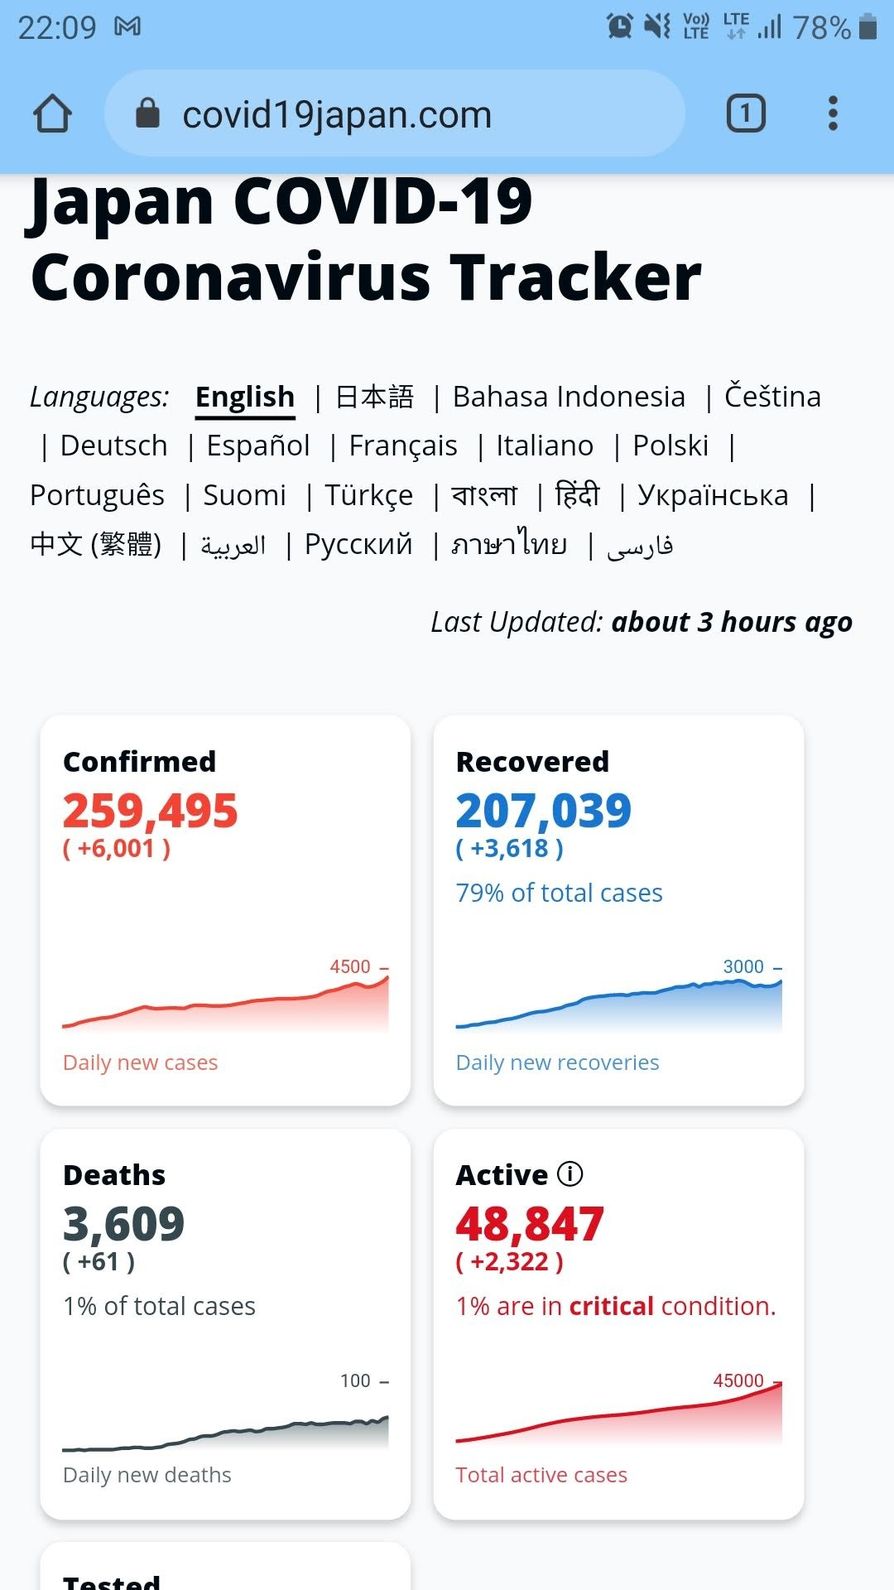 22:09 Vo)) LTE LTE 78%
covid19japan.com 1
Japan COVID-19
Coronavirus Tracker
Languages: English | 日本語 | Bahasa Indonesia | Čeština
| Deutsch | Español | Français | Italiano | Polski |
Português | Suomi | Türkçe | বাংলা | हिंदी | Українська |
中文 (繁體) | العربية | Русский | ภาษาไทย | فارسی
Last Updated: about 3 hours ago
Confirmed
259,495
( +6,001 )
4500
Daily new cases
Recovered
207,039
( +3,618 )
79% of total cases
3000
Daily new recoveries
Deaths
3,609
( +61 )
1% of total cases
100
Daily new deaths
Active ⓘ
48,847
( +2,322 )
1% are in critical condition.
45000
Total active cases
Tested